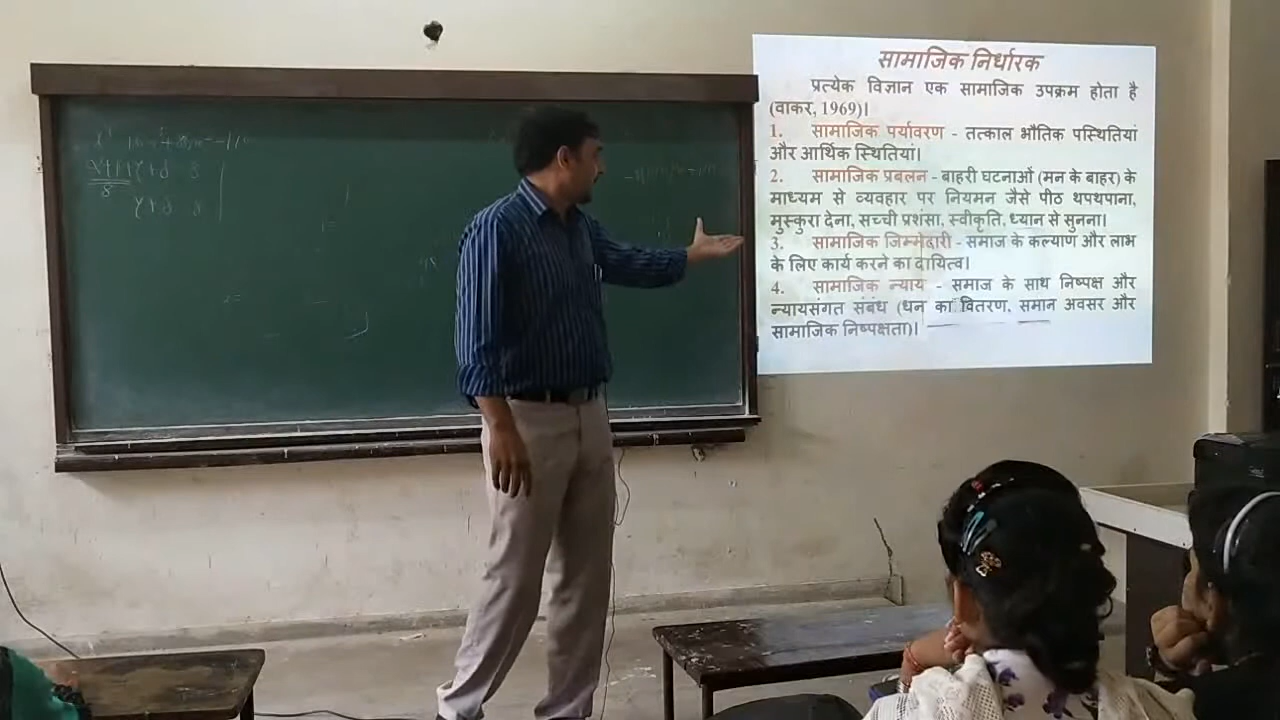 सामाजिक निर्धारक
प्रत्येक विज्ञान एक सामाजिक उपक्रम होता है
(वाकर, 1969)।
1. सामाजिक पर्यावरण - तत्काल भौतिक पस्थितियां
और आर्थिक स्थितियां।
2. सामाजिक प्रबलन - बाहरी घटनाओं (मन के बाहर) के
माध्यम से व्यवहार पर नियमन जैसे पीठ थपथपाना,
मुस्कुरा देना, सच्ची प्रशंसा, स्वीकृति, ध्यान से सुनना।
3. सामाजिक जिम्मेदारी - समाज के कल्याण और लाभ
के लिए कार्य करने का दायित्व।
4. सामाजिक न्याय - समाज के साथ निष्पक्ष और
न्यायसंगत संबंध (धन का वितरण, समान अवसर और
सामाजिक निष्पक्षता)।